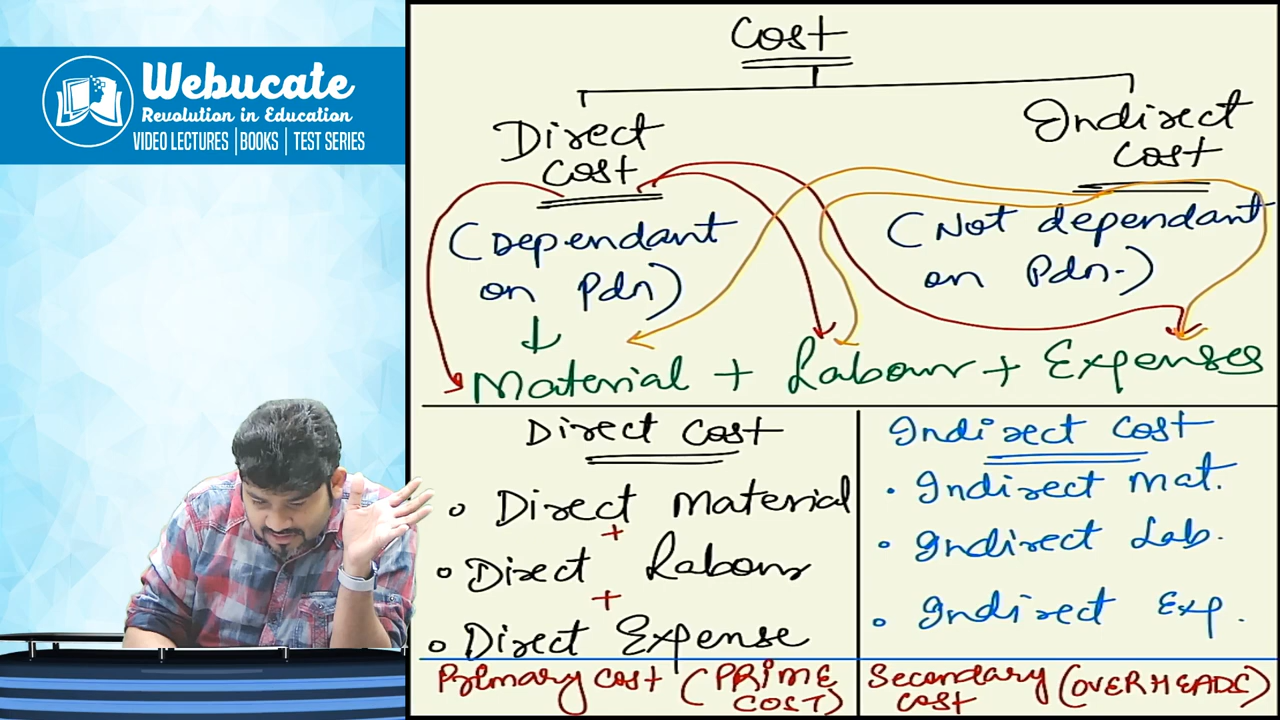 Webucate
Revolution in Education
VIDEO LECTURES | BOOKS | TEST SERIES
Cost
Direct Cost
Indirect Cost
(Dependant on Pdn)
(Not dependant on Pdn.)
Material + Labour + Expenses
Direct Cost
• Direct Material
+
• Direct Labour
+
• Direct Expense
Primary Cost (PRIME COST)
Indirect Cost
• Indirect Mat.
• Indirect Lab.
• Indirect Exp.
Secondary Cost (OVERHEADS)